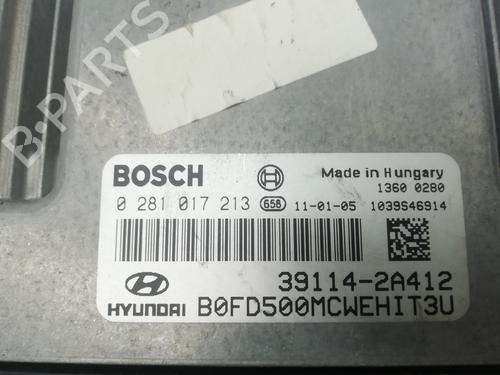 B-PARTS
BOSCH
Made in Hungary
1360 0280
0 281 017 213 658 11-01-05 1039S46914
39114-2A412
HYUNDAI B0FD500MCWEHIT3U